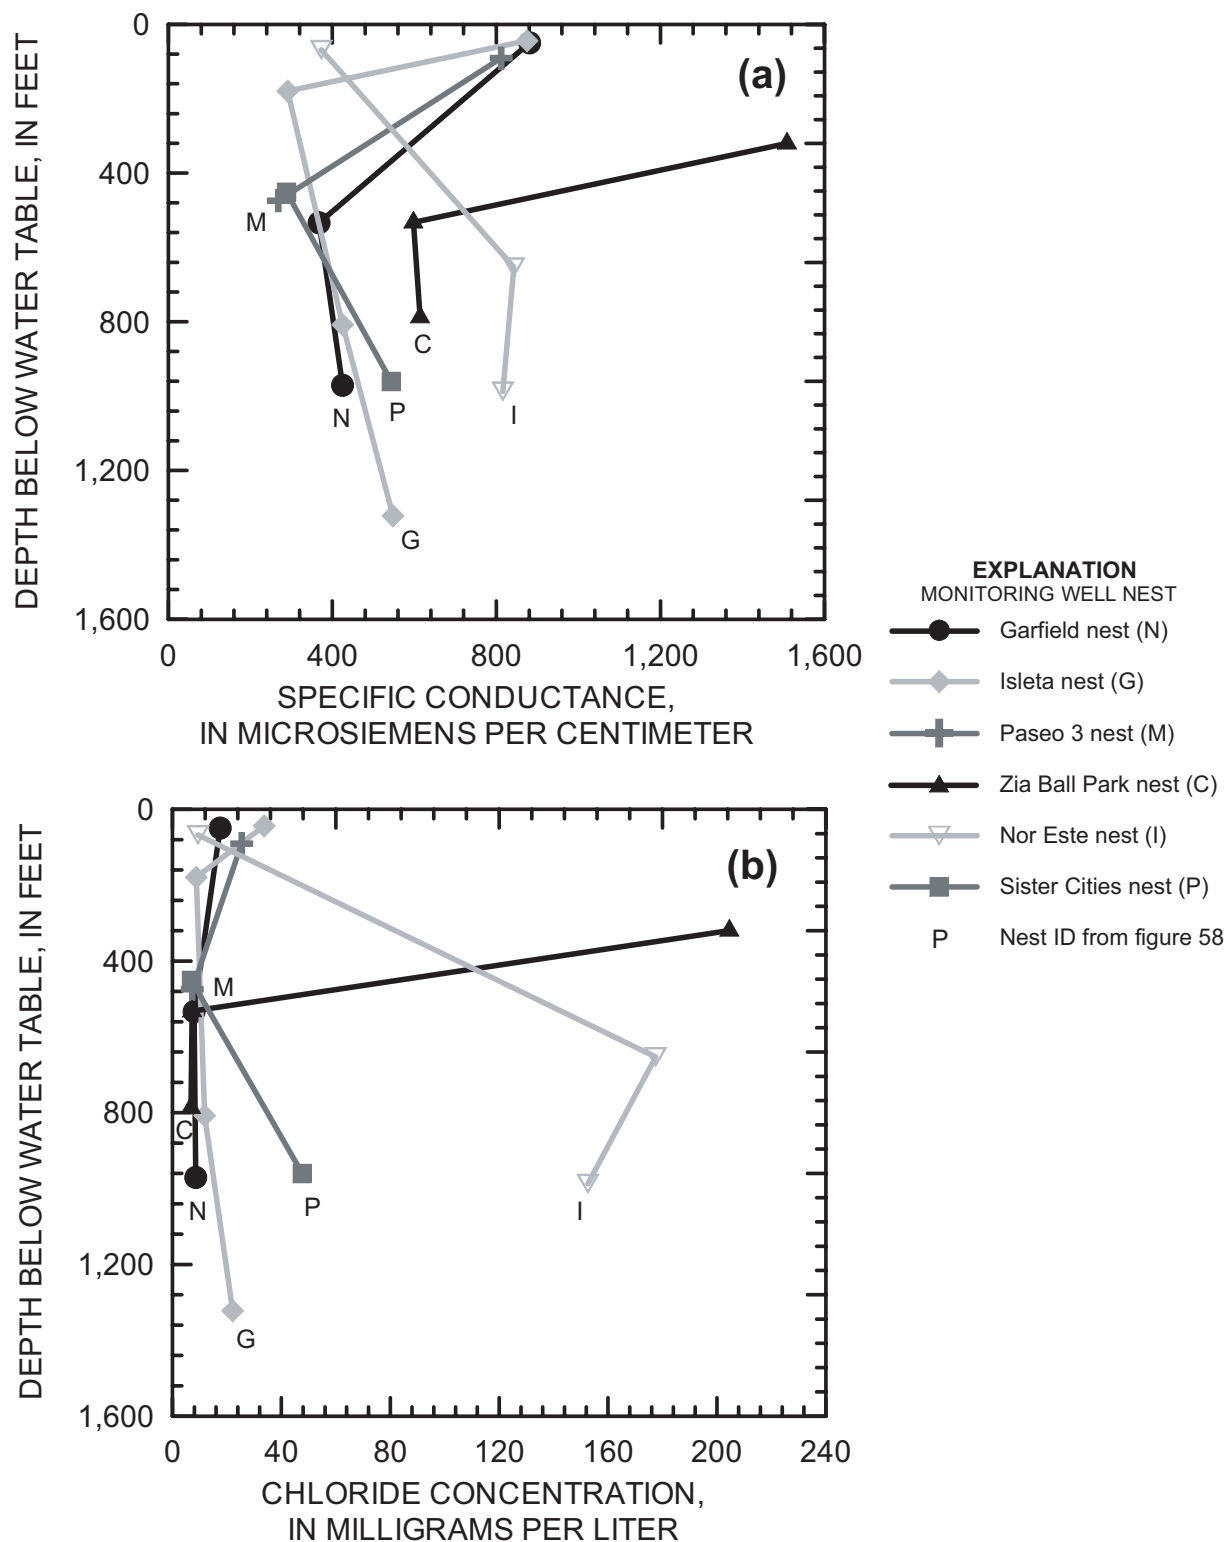 DEPTH BELOW WATER TABLE, IN FEET
0
400
800
1,200
1,600
(a)
M
C
N
P
I
G
0 400 800 1,200 1,600
SPECIFIC CONDUCTANCE,
IN MICROSIEMENS PER CENTIMETER
EXPLANATION
MONITORING WELL NEST
Garfield nest (N)
Isleta nest (G)
Paseo 3 nest (M)
Zia Ball Park nest (C)
Nor Este nest (I)
Sister Cities nest (P)
P Nest ID from figure 58
DEPTH BELOW WATER TABLE, IN FEET
0
400
800
1,200
1,600
(b)
M
C
N
P
I
G
0 40 80 120 160 200 240
CHLORIDE CONCENTRATION,
IN MILLIGRAMS PER LITER